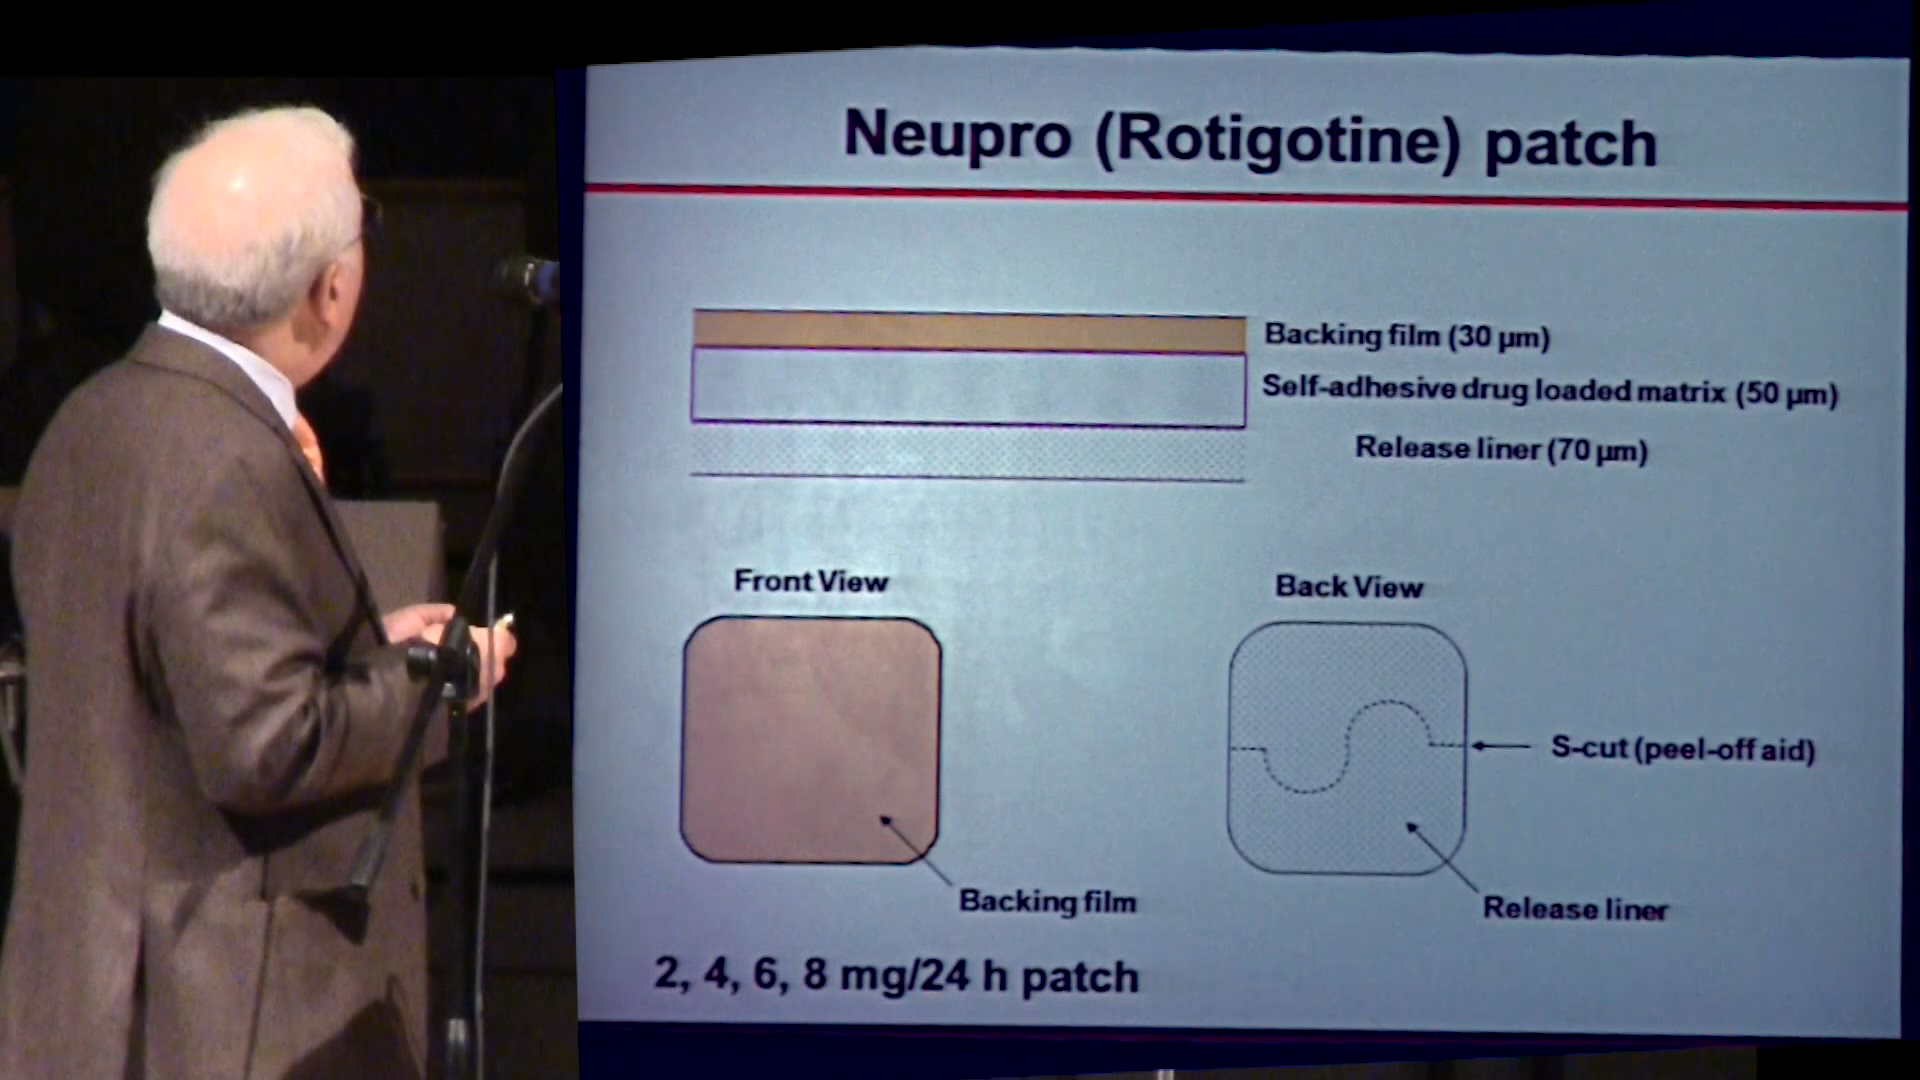 Neupro (Rotigotine) patch
Backing film (30 µm)
Self-adhesive drug loaded matrix (50 µm)
Release liner (70 µm)
Front View
Back View
S-cut (peel-off aid)
Backing film
Release liner
2, 4, 6, 8 mg/24 h patch